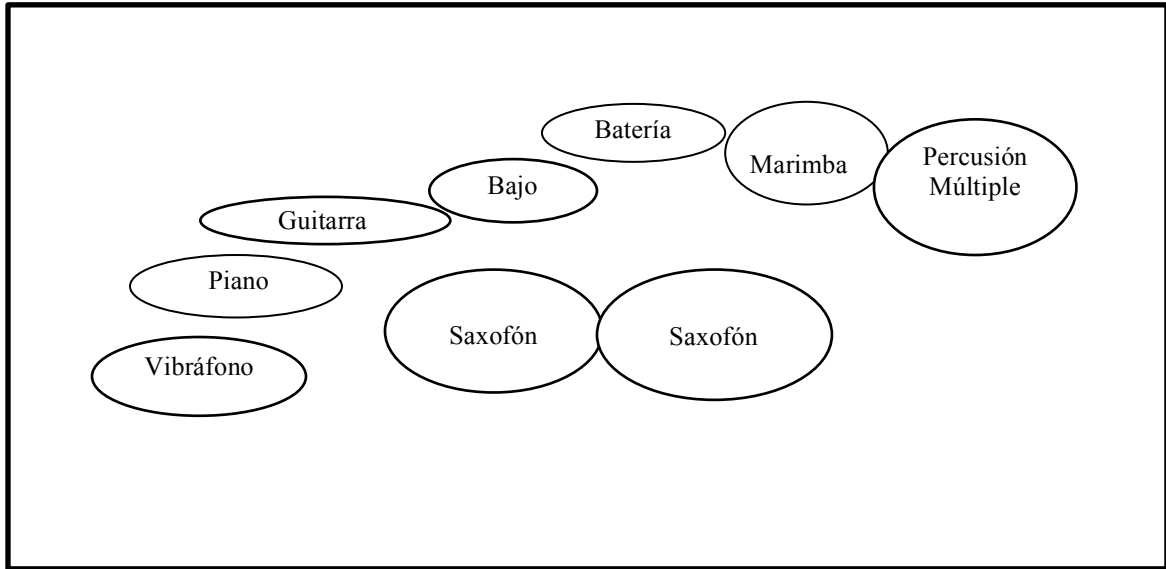 Batería
Marimba
Percusión
Múltiple
Bajo
Guitarra
Piano
Saxofón
Saxofón
Vibráfono